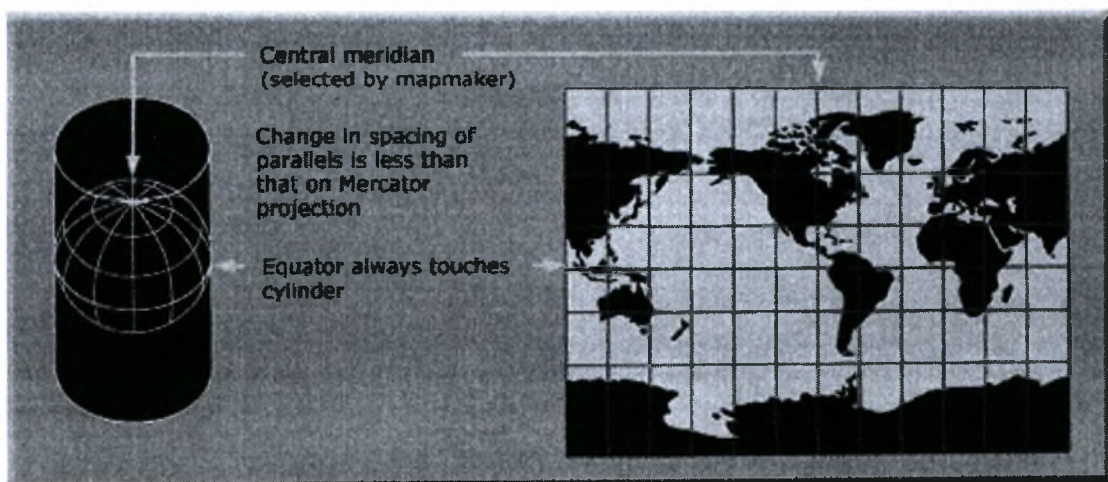 Central meridian
(selected by mapmaker)
Change in spacing of
parallels is less than
that on Mercator
projection
Equator always touches
cylinder